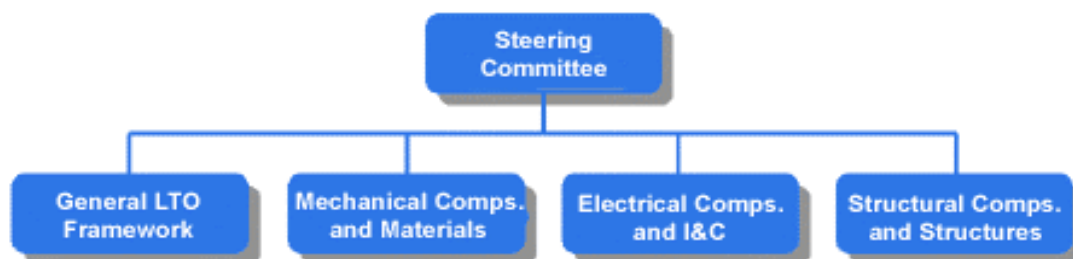 Steering
Committee
General LTO
Framework
Mechanical Comps.
and Materials
Electrical Comps.
and I&C
Structural Comps.
and Structures